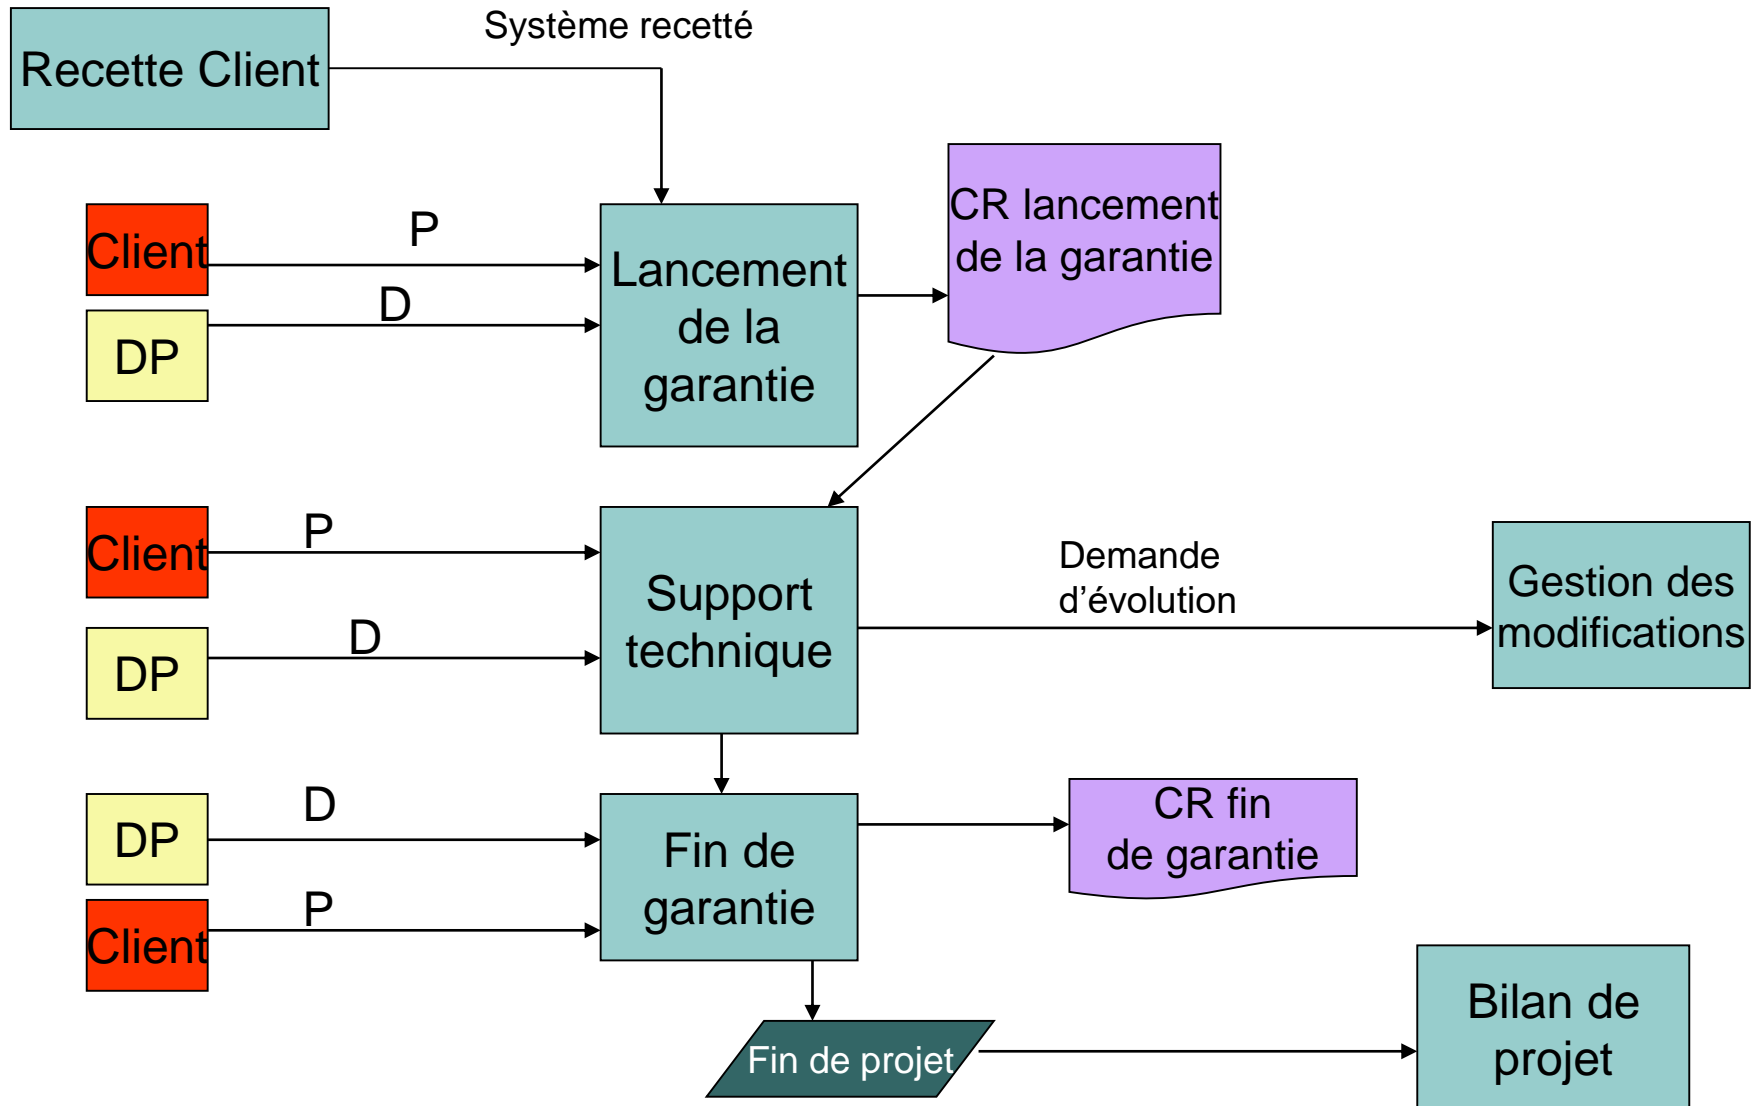 Système recetté
Recette Client
Client
P
D
DP
Lancement
de la
garantie
CR lancement
de la garantie
Client
P
D
DP
Support
technique
Demande
d’évolution
Gestion des
modifications
DP
D
P
Client
Fin de
garantie
CR fin
de garantie
Fin de projet
Bilan de
projet